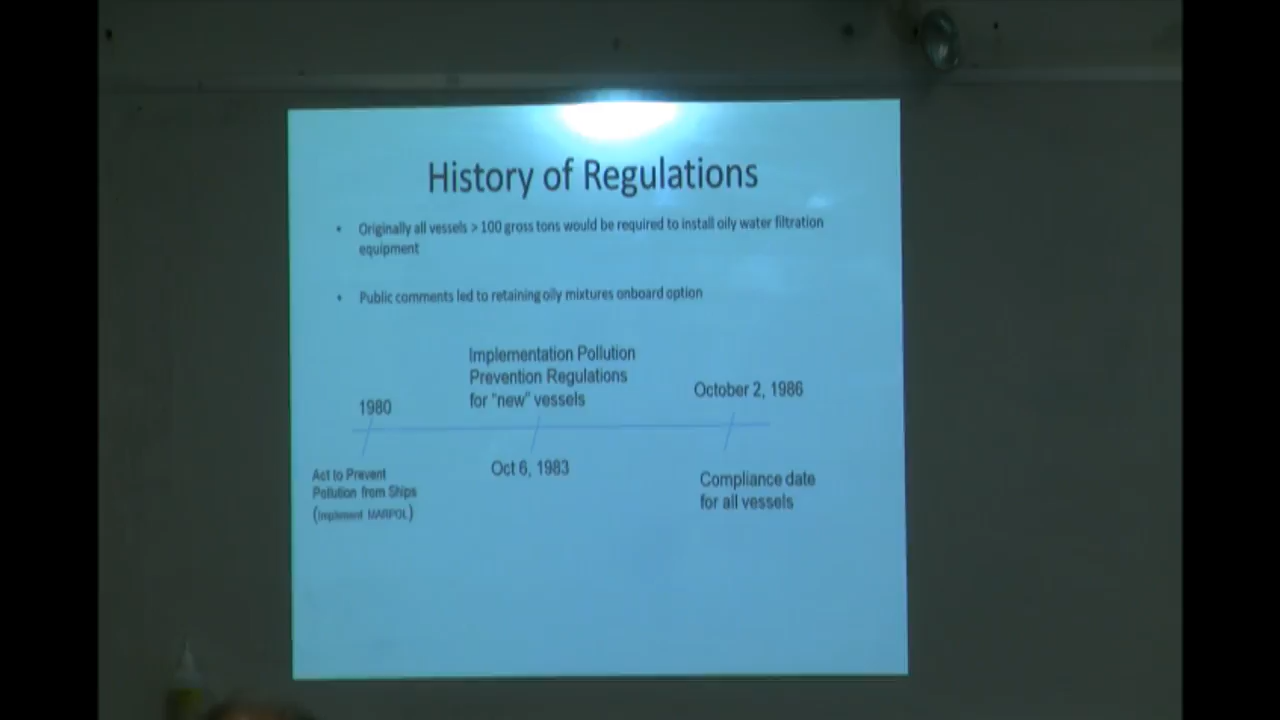 History of Regulations
• Originally all vessels > 100 gross tons would be required to install oily water filtration
equipment
• Public comments led to retaining oily mixtures onboard option
Implementation Pollution
Prevention Regulations
for "new" vessels
October 2, 1986
1980
Oct 6, 1983
Act to Prevent
Pollution from Ships
(Implement MARPOL)
Compliance date
for all vessels